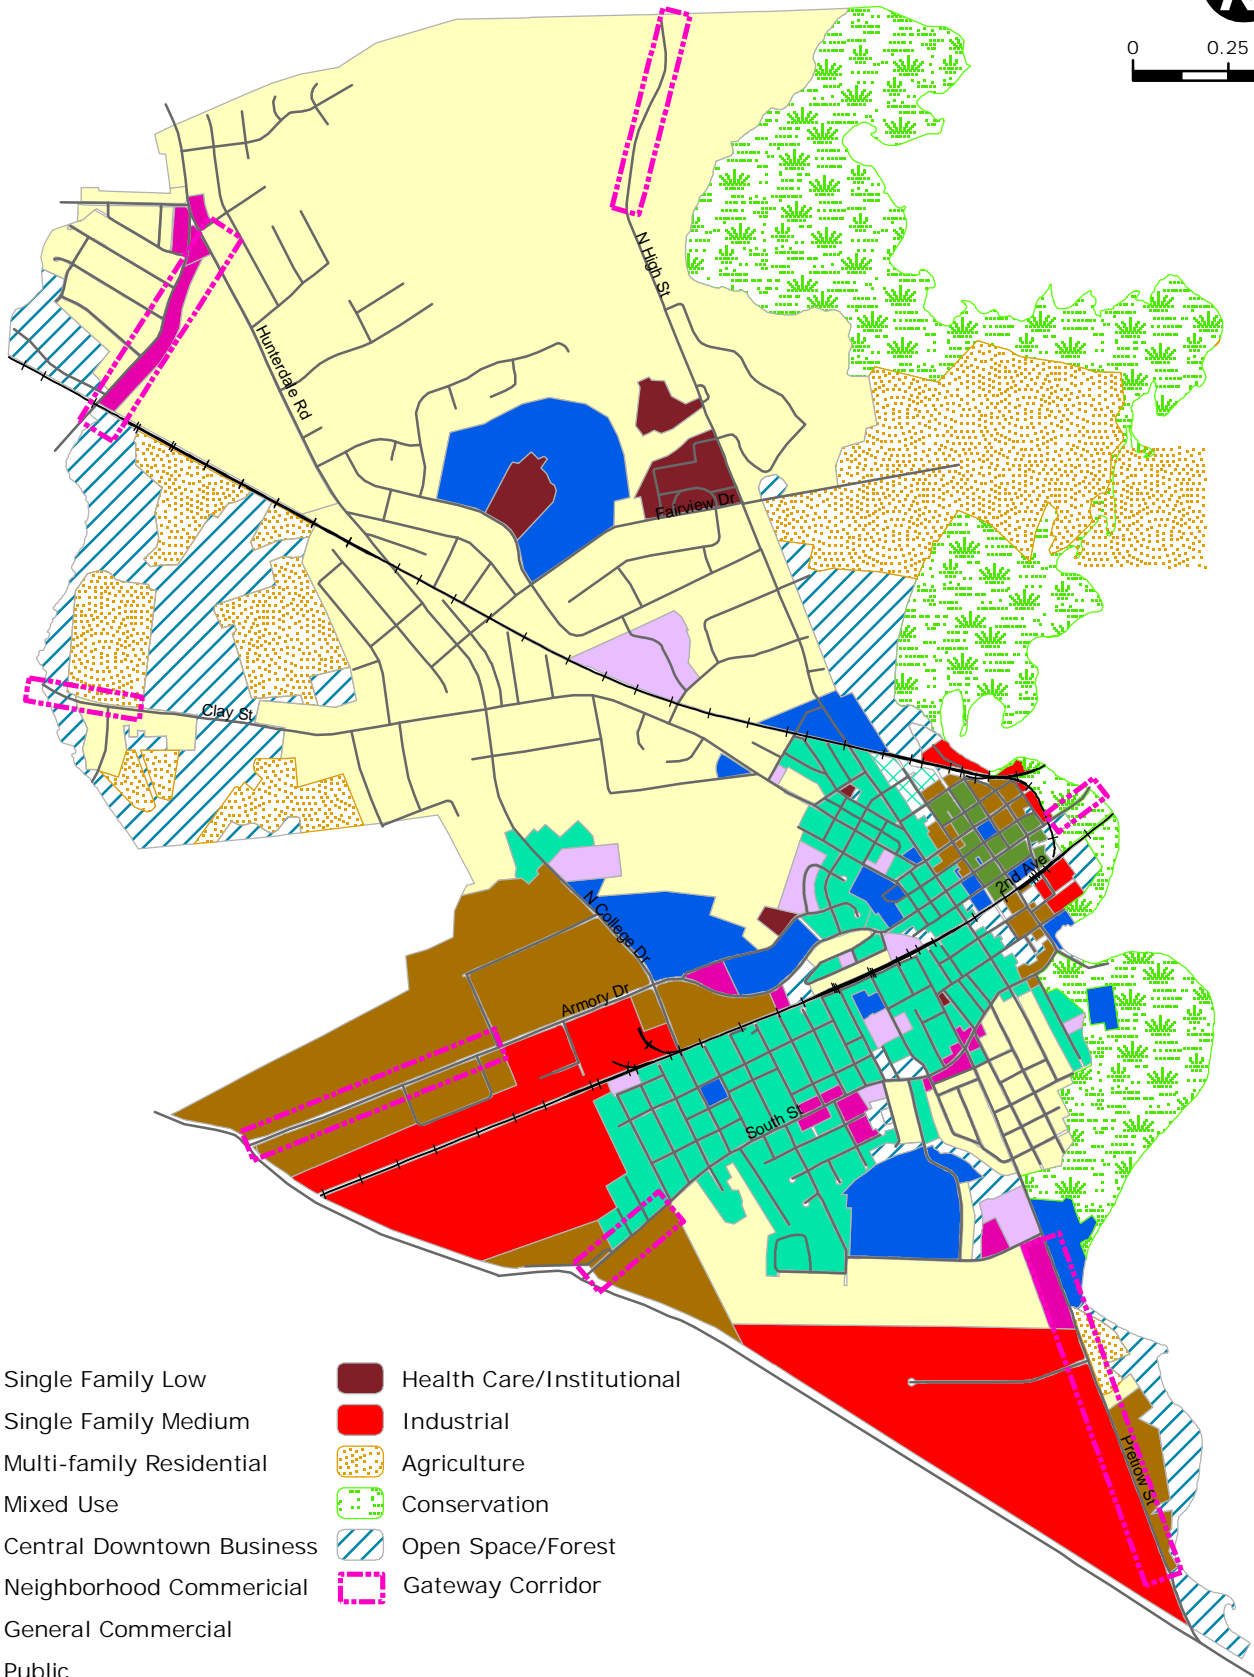 0 0.25
N High St
Hunterdale Rd
Fairview Dr
Clay St
2nd Ave
N College Dr
Armory Dr
South St
Pretlow St
Single Family Low
Single Family Medium
Multi-family Residential
Mixed Use
Central Downtown Business
Neighborhood Commericial
General Commercial
Public
Health Care/Institutional
Industrial
Agriculture
Conservation
Open Space/Forest
Gateway Corridor